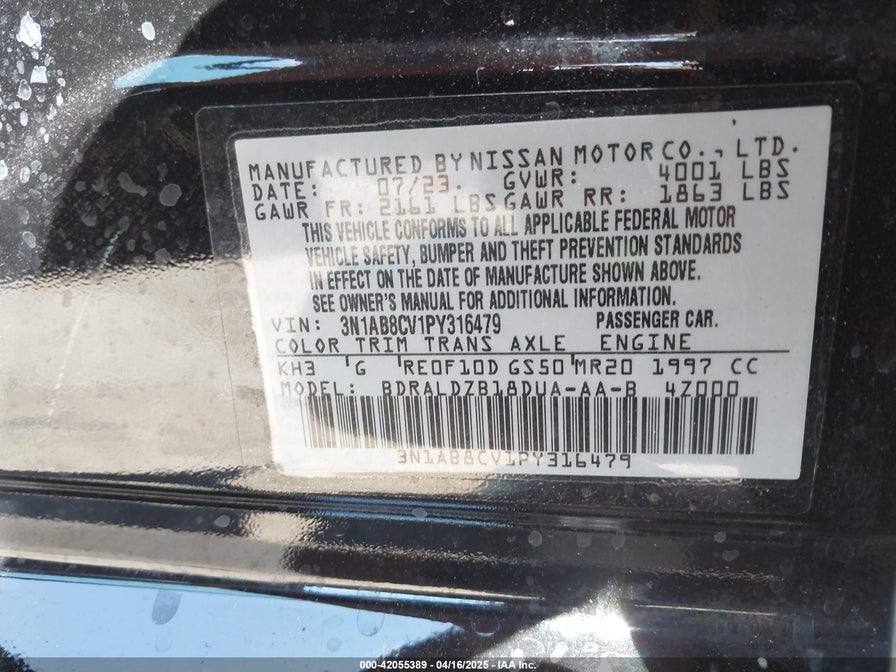 MANUFACTURED BY NISSAN MOTOR CO., LTD.
DATE: 07/23. GVWR: 4001 LBS
GAWR FR: 2161 LBS GAWR RR: 1863 LBS
THIS VEHICLE CONFORMS TO ALL APPLICABLE FEDERAL MOTOR
VEHICLE SAFETY, BUMPER AND THEFT PREVENTION STANDARDS
IN EFFECT ON THE DATE OF MANUFACTURE SHOWN ABOVE.
SEE OWNER'S MANUAL FOR ADDITIONAL INFORMATION.
VIN: 3N1AB8CV1PY316479 PASSENGER CAR.
COLOR TRIM TRANS AXLE ENGINE
KH3 G RE0F10D GS50 MR20 1997 CC
MODEL: BDRALDZB18DUA-AA-B 4Z000
3N1AB8CV1PY316479
000-42055389 - 04/16/2025 - IAA Inc.